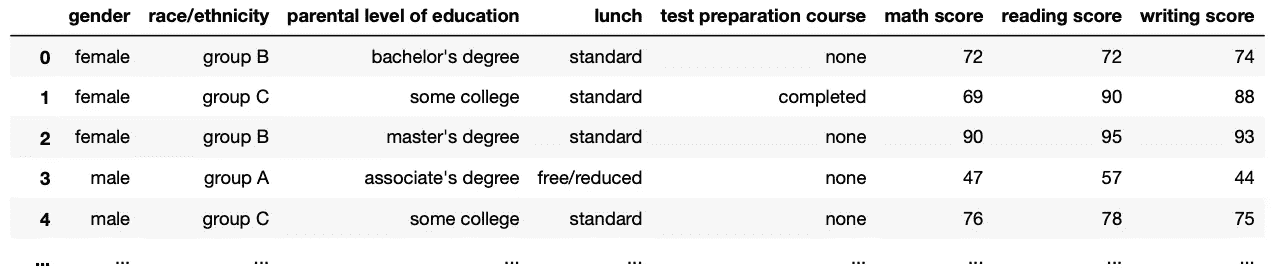 gender race/ethnicity parental level of education lunch test preparation course math score reading score writing score
0 female group B bachelor's degree standard none 72 72 74
1 female group C some college standard completed 69 90 88
2 female group B master's degree standard none 90 95 93
3 male group A associate's degree free/reduced none 47 57 44
4 male group C some college standard none 76 78 75
... ... ... ... ... ... ... ... ...